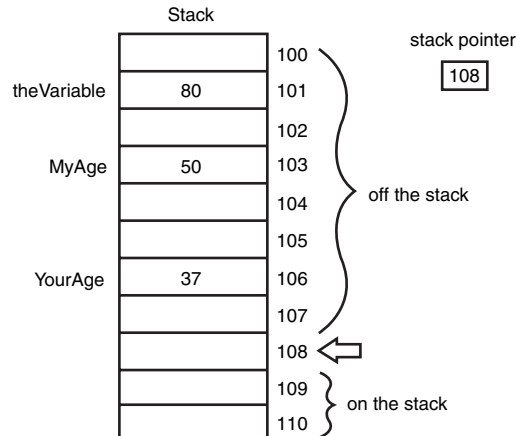 Stack
stack pointer
108
100
theVariable 80 101
102
MyAge 50 103
104
off the stack
105
YourAge 37 106
107
108
109
on the stack
110